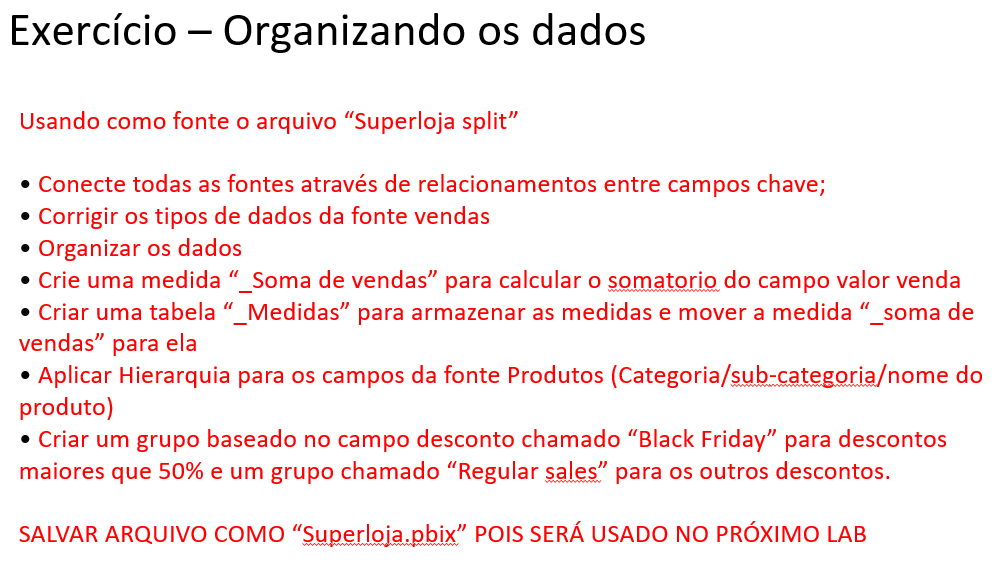 Exercício – Organizando os dados
Usando como fonte o arquivo “Superloja split”
• Conecte todas as fontes através de relacionamentos entre campos chave;
• Corrigir os tipos de dados da fonte vendas
• Organizar os dados
• Crie uma medida “_Soma de vendas” para calcular o somatorio do campo valor venda
• Criar uma tabela “_Medidas” para armazenar as medidas e mover a medida “_soma de
vendas” para ela
• Aplicar Hierarquia para os campos da fonte Produtos (Categoria/sub-categoria/nome do
produto)
• Criar um grupo baseado no campo desconto chamado “Black Friday” para descontos
maiores que 50% e um grupo chamado “Regular sales” para os outros descontos.
SALVAR ARQUIVO COMO “Superloja.pbix” POIS SERÁ USADO NO PRÓXIMO LAB